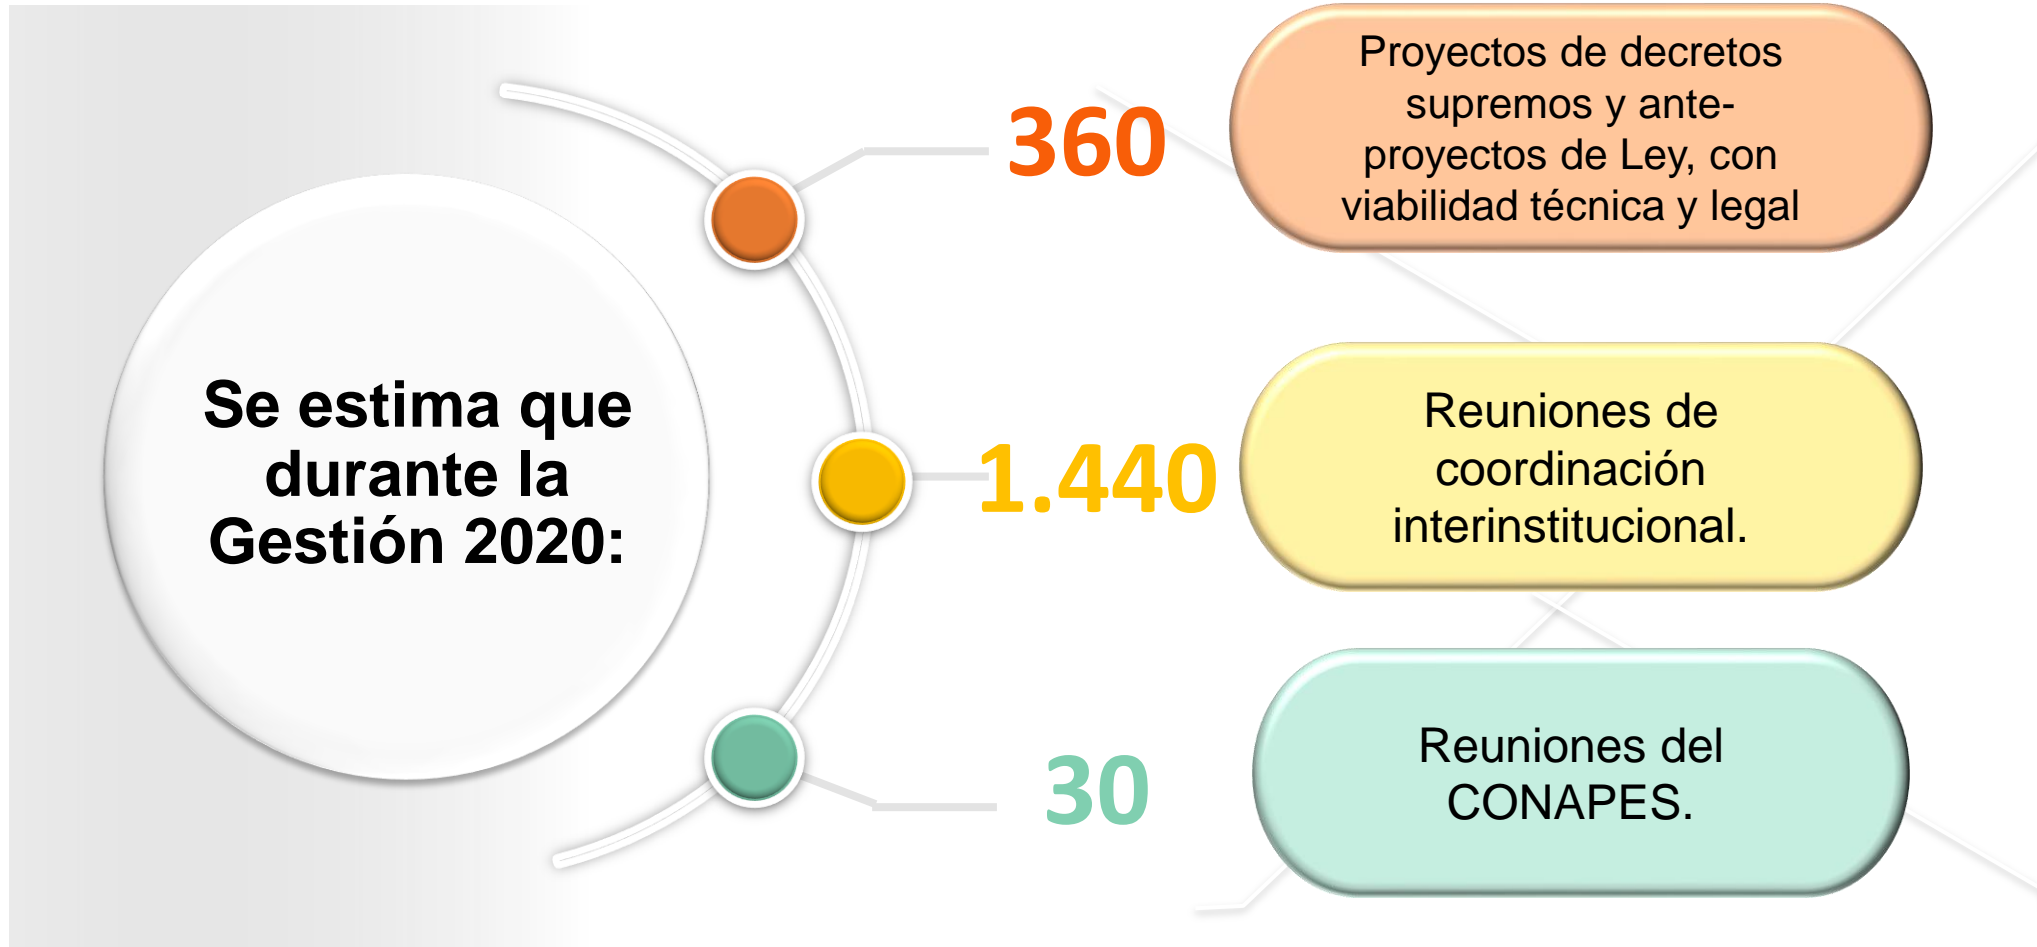 Se estima que
durante la
Gestión 2020:
360
Proyectos de decretos
supremos y ante-
proyectos de Ley, con
viabilidad técnica y legal
1.440
Reuniones de
coordinación
interinstitucional.
30
Reuniones del
CONAPES.